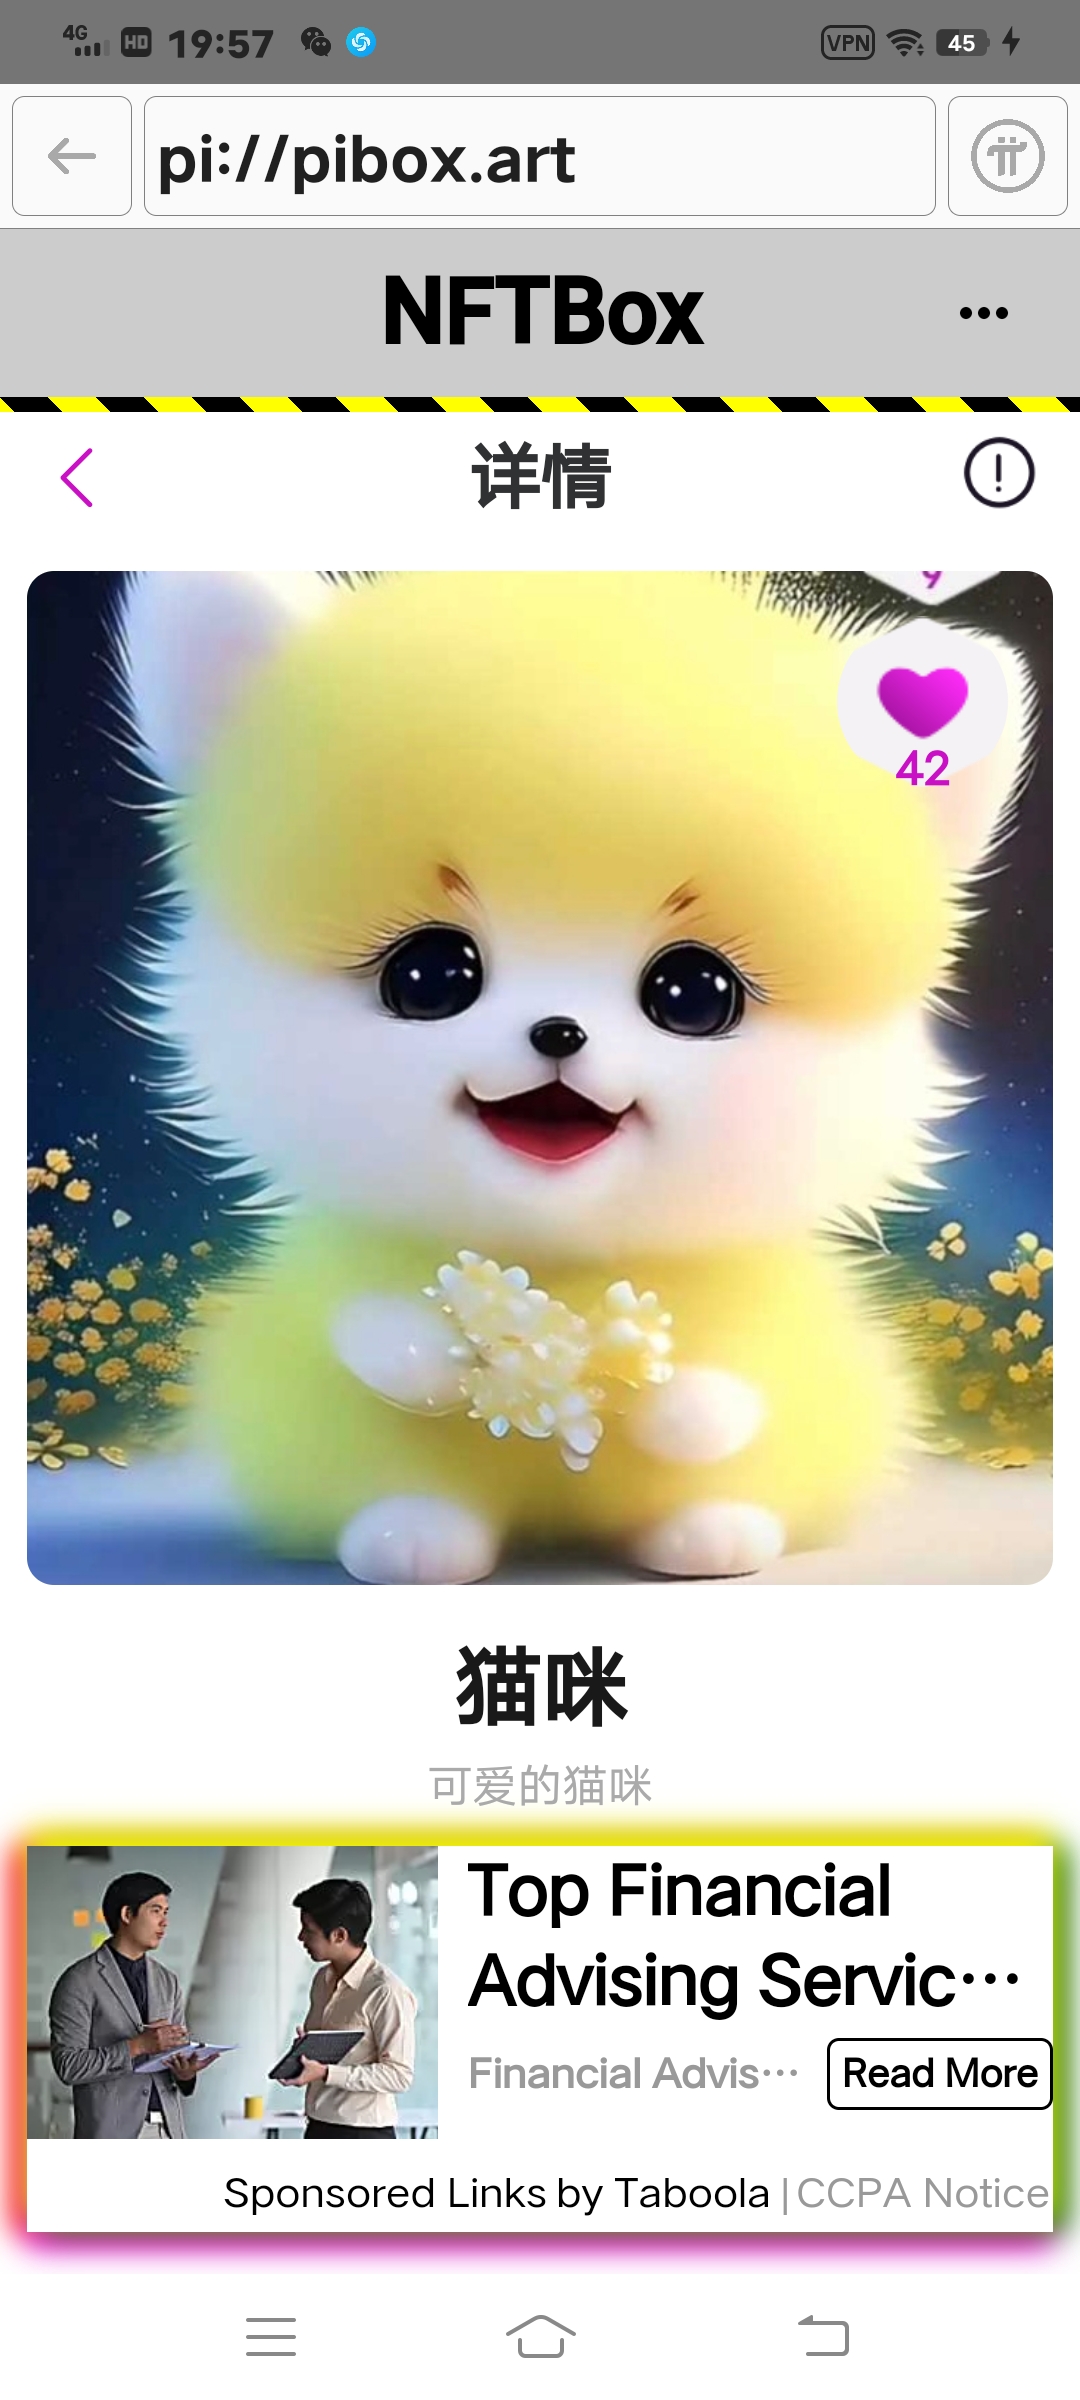 4G HD 19:57 VPN 45
pi://pibox.art
NFTBox
详情
9
42
猫咪
可爱的猫咪
Top Financial
Advising Servic···
Financial Advis···
Read More
Sponsored Links by Taboola | CCPA Notice